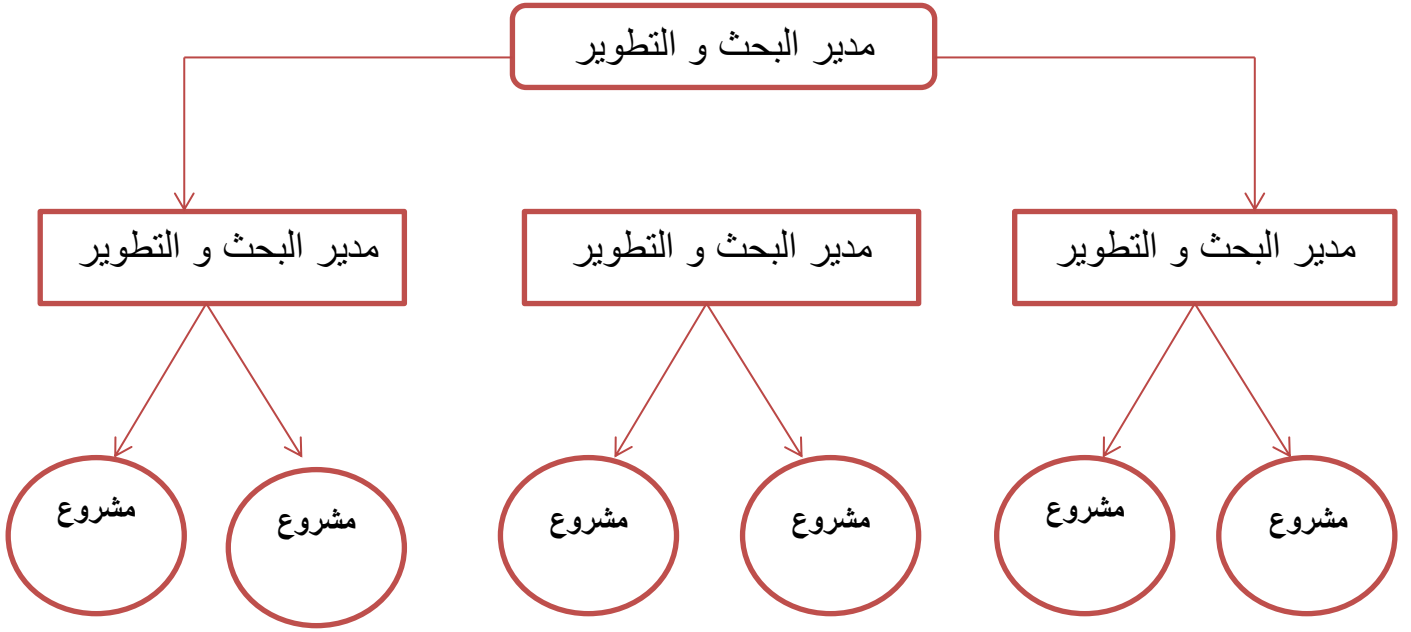 مدير البحث و التطوير
مدير البحث و التطوير
مدير البحث و التطوير
مدير البحث و التطوير
مشروع
مشروع
مشروع
مشروع
مشروع
مشروع